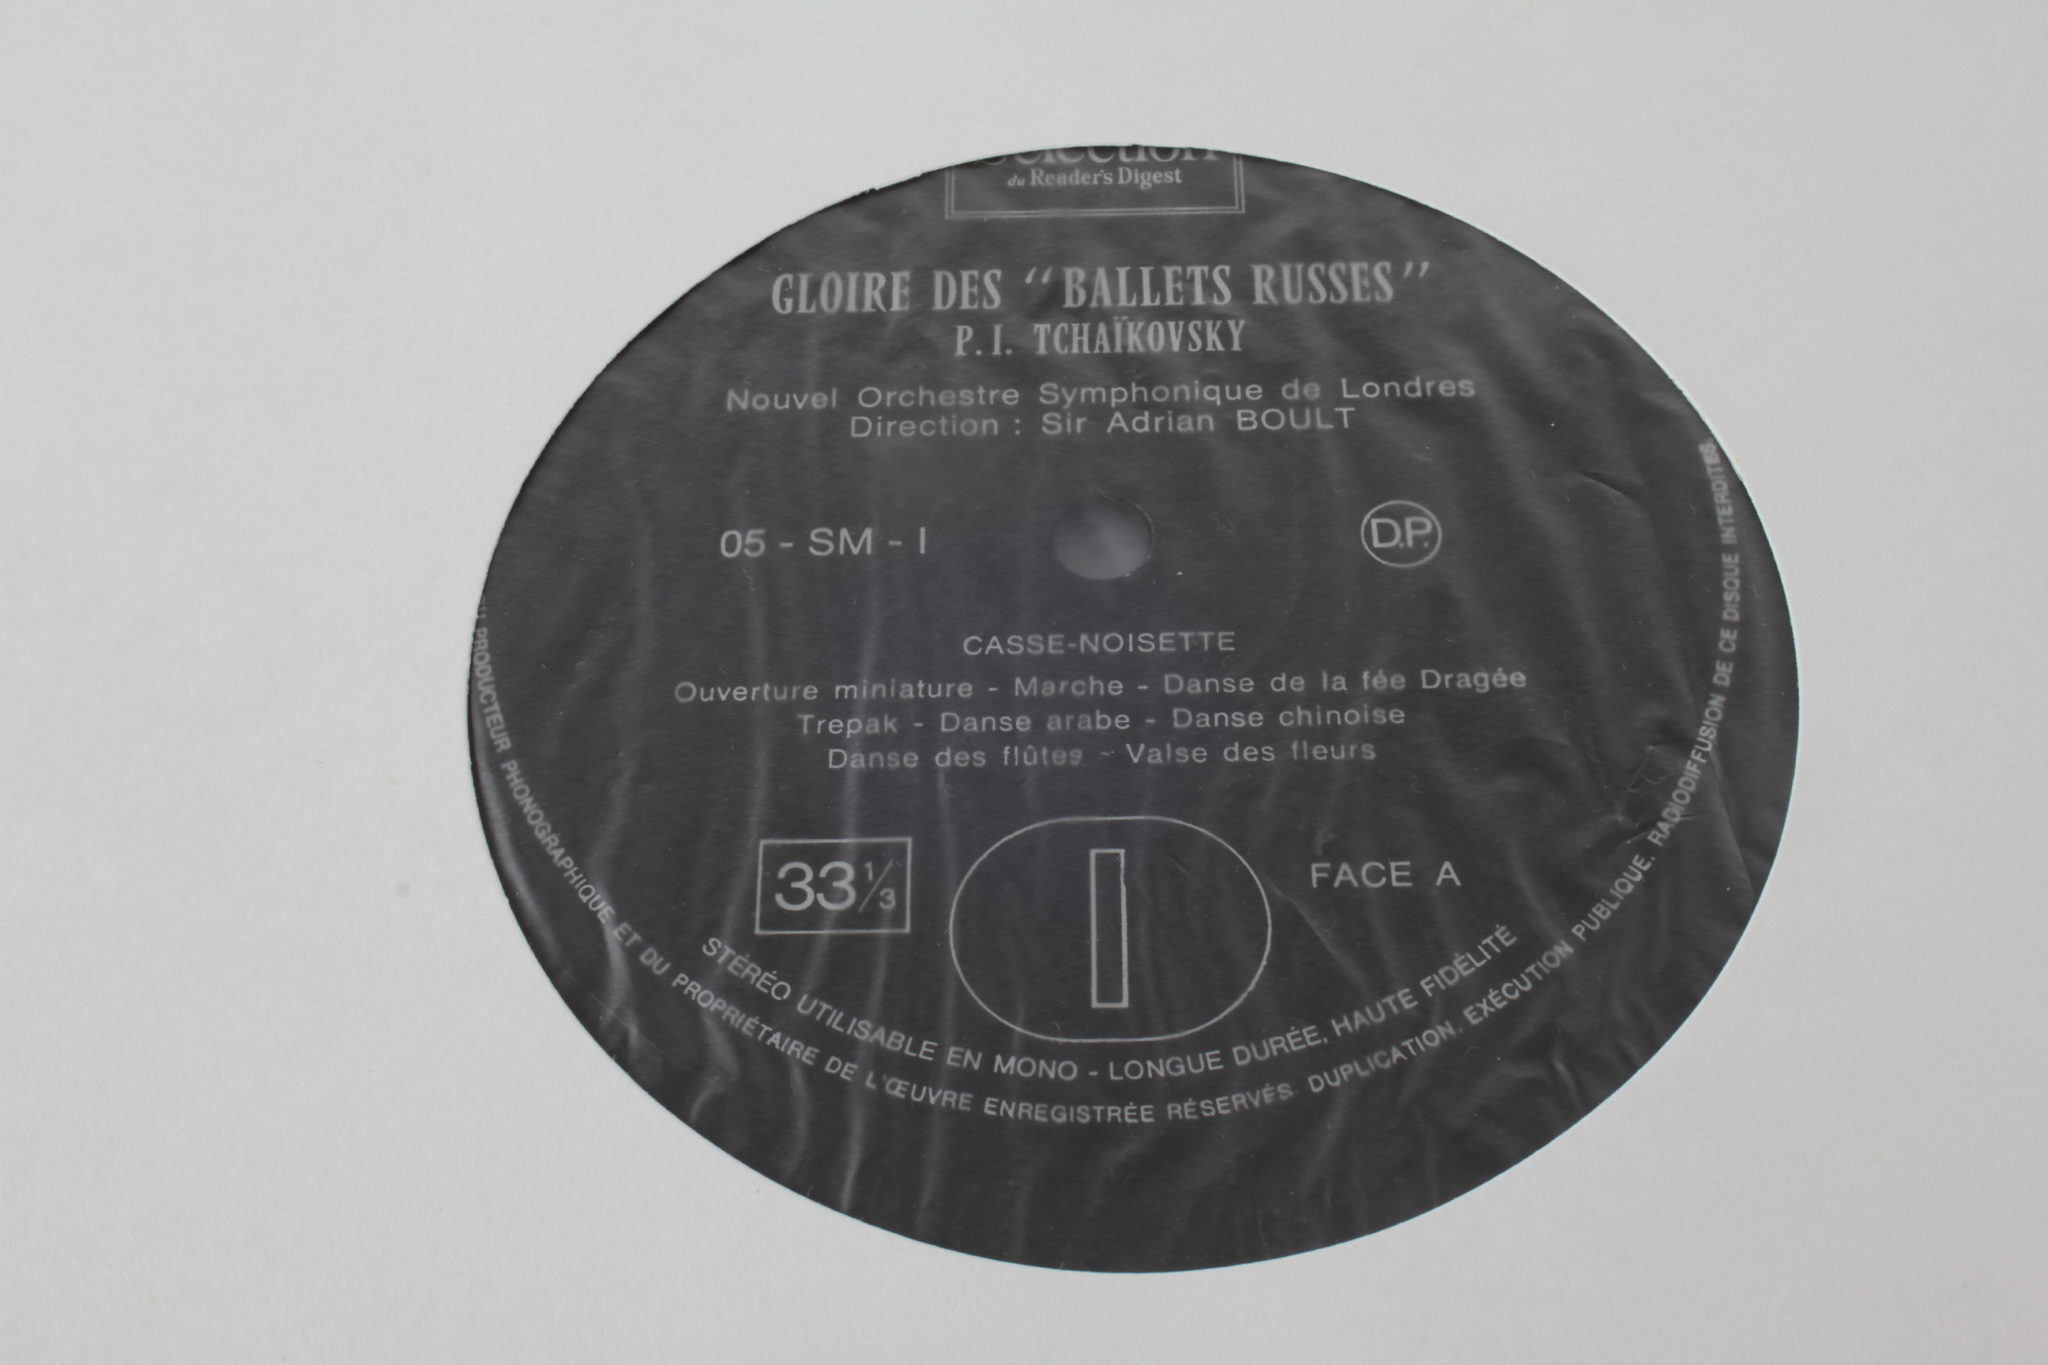 Sélection
du Reader's Digest
GLOIRE DES "BALLETS RUSSES"
P. I. TCHAÏKOVSKY
Nouvel Orchestre Symphonique de Londres
Direction : Sir Adrian BOULT
05 - SM - I
D.P.
CASSE-NOISETTE
Ouverture miniature - Marche - Danse de la fée Dragée
Trepak - Danse arabe - Danse chinoise
Danse des flûtes - Valse des fleurs
33 1/3
I
FACE A
STÉRÉO UTILISABLE EN MONO - LONGUE DURÉE, HAUTE FIDÉLITÉ
PRODUCTEUR PHONOGRAPHIQUE ET DU PROPRIÉTAIRE DE L'ŒUVRE ENREGISTRÉE RÉSERVÉS. DUPLICATION, EXÉCUTION PUBLIQUE, RADIODIFFUSION DE CE DISQUE INTERDITES.